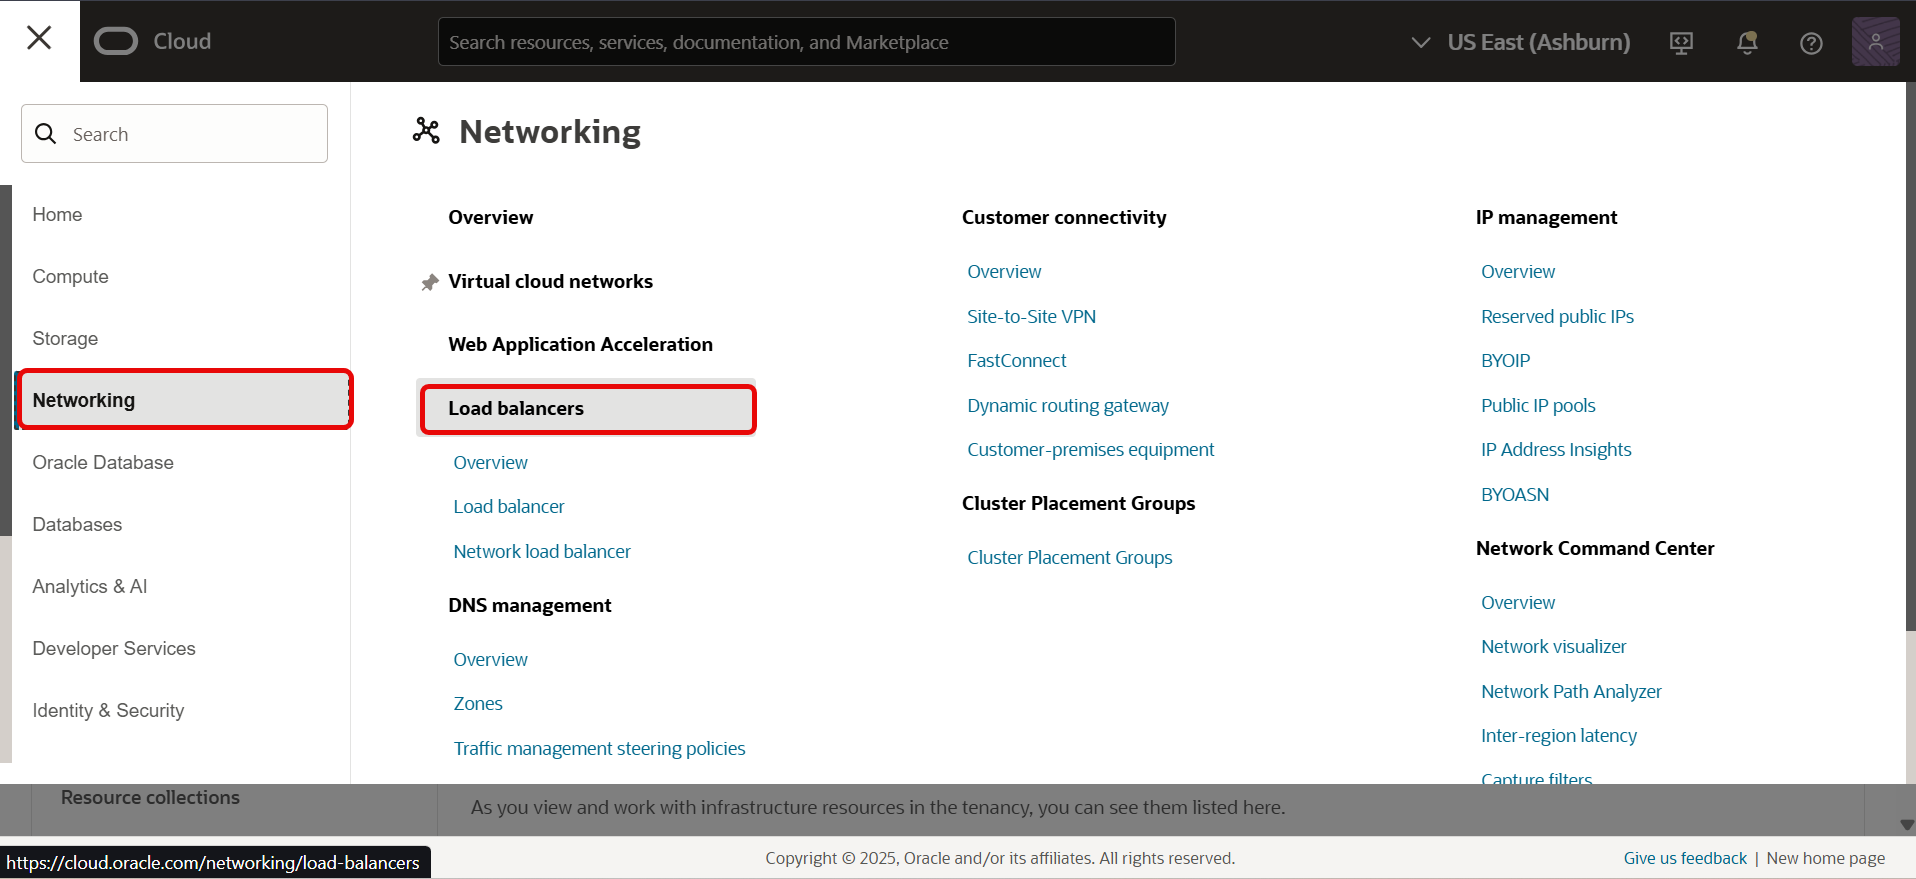 Cloud
Search resources, services, documentation, and Marketplace
US East (Ashburn)
Search
Home
Compute
Storage
Networking
Oracle Database
Databases
Analytics & AI
Developer Services
Identity & Security
Networking
Overview
Virtual cloud networks
Web Application Acceleration
Load balancers
Overview
Load balancer
Network load balancer
DNS management
Overview
Zones
Traffic management steering policies
Customer connectivity
Overview
Site-to-Site VPN
FastConnect
Dynamic routing gateway
Customer-premises equipment
Cluster Placement Groups
Cluster Placement Groups
IP management
Overview
Reserved public IPs
BYOIP
Public IP pools
IP Address Insights
BYOASN
Network Command Center
Overview
Network visualizer
Network Path Analyzer
Inter-region latency
Capture filters
Resource collections
As you view and work with infrastructure resources in the tenancy, you can see them listed here.
https://cloud.oracle.com/networking/load-balancers
Copyright © 2025, Oracle and/or its affiliates. All rights reserved.
Give us feedback | New home page